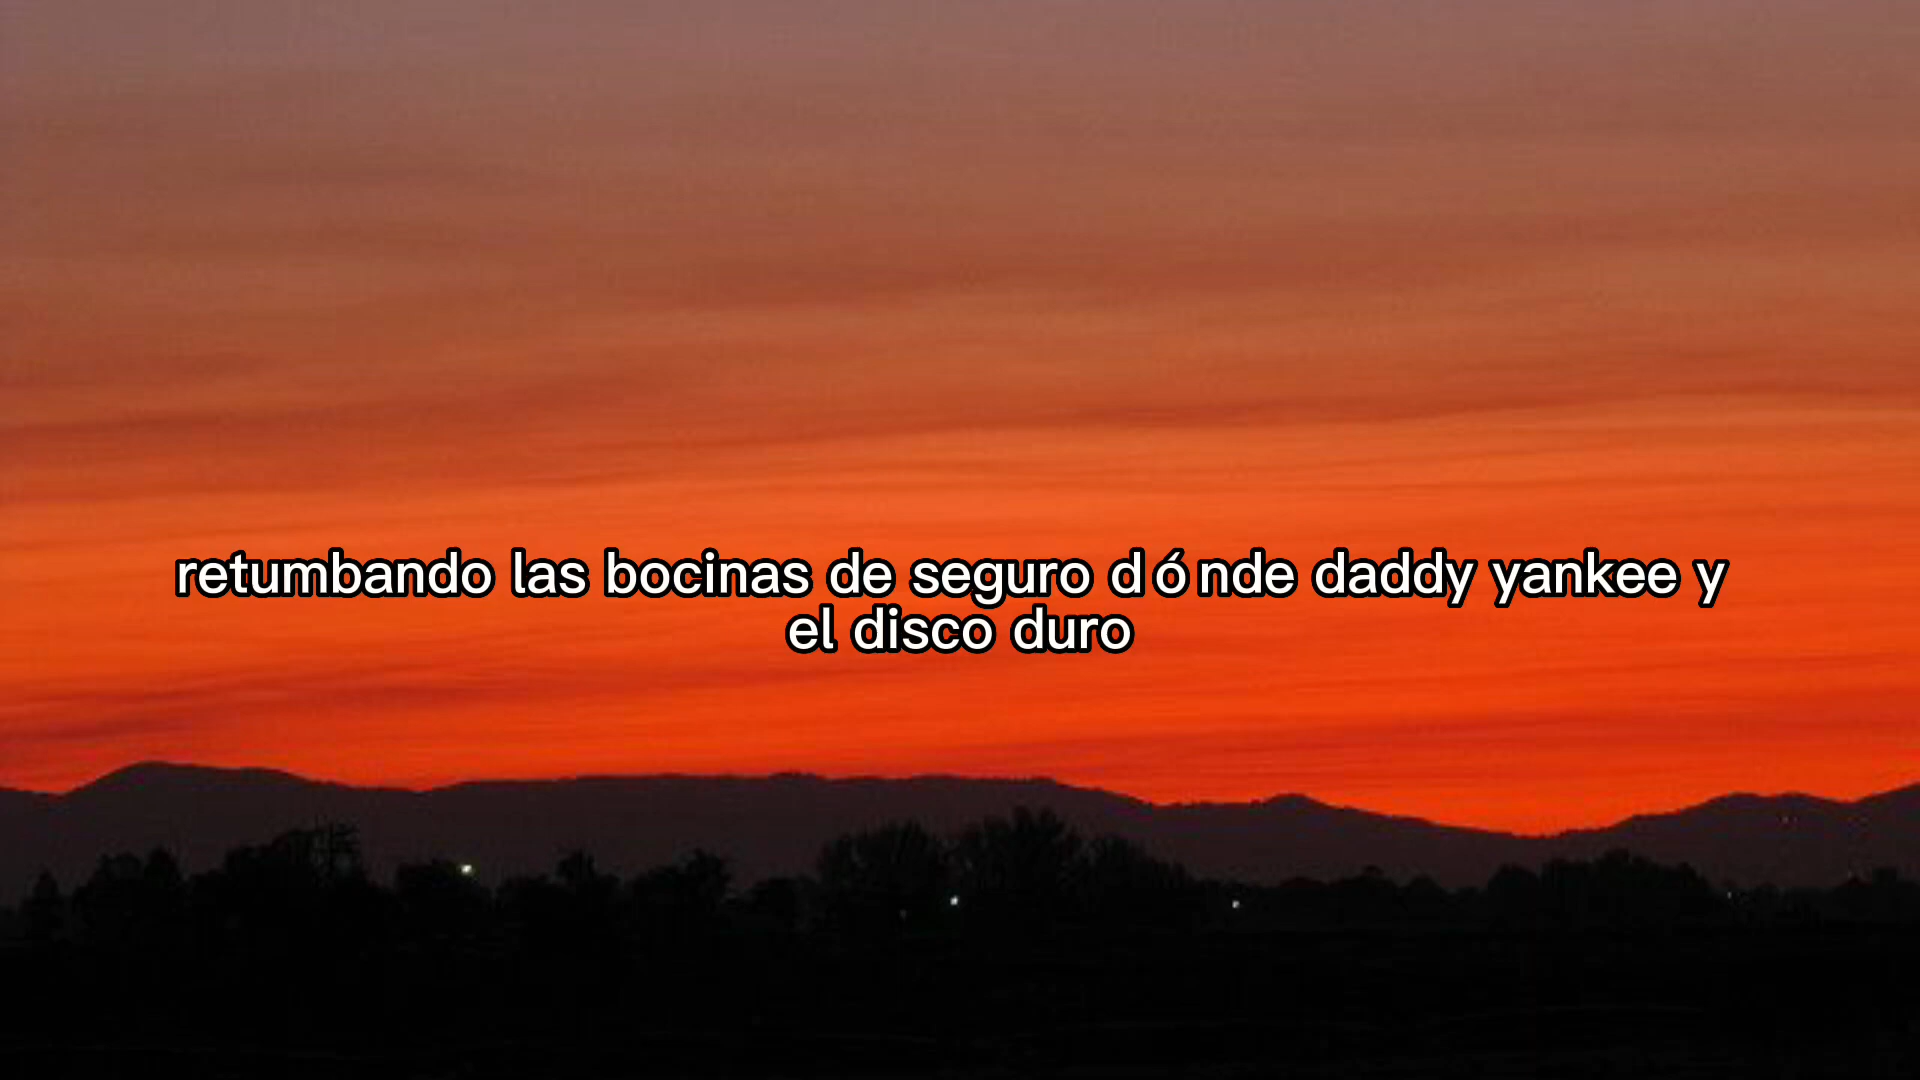 retumbando las bocinas de seguro dónde daddy yankee y
el disco duro